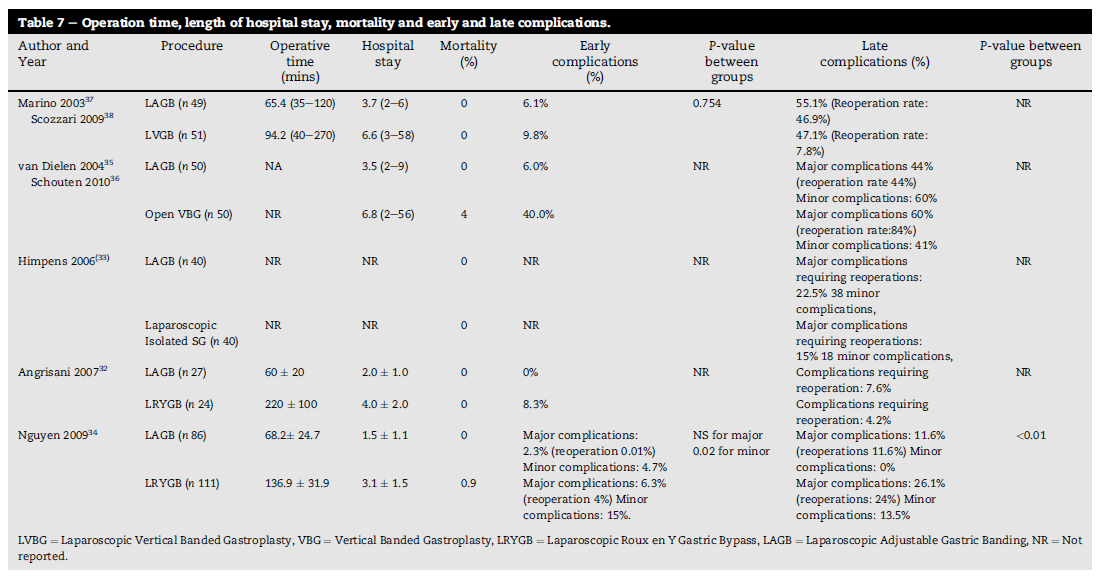 Table 7 – Operation time, length of hospital stay, mortality and early and late complications.
Author and Year Procedure Operative time (mins) Hospital stay Mortality (%) Early complications (%) P-value between groups Late complications (%) P-value between groups
Marino 2003³⁷ LAGB (n 49) 65.4 (35–120) 3.7 (2–6) 0 6.1% 0.754 55.1% (Reoperation rate: NR
Scozzari 2009³⁸ 46.9%)
LVGB (n 51) 94.2 (40–270) 6.6 (3–58) 0 9.8% 47.1% (Reoperation rate:
7.8%)
van Dielen 2004³⁵ LAGB (n 50) NA 3.5 (2–9) 0 6.0% NR Major complications 44% NR
Schouten 2010³⁶ (reoperation rate 44%)
Minor complications: 60%
Open VBG (n 50) NR 6.8 (2–56) 4 40.0% Major complications 60%
(reoperation rate:84%)
Minor complications: 41%
Himpens 2006⁽³³⁾ LAGB (n 40) NR NR 0 NR NR Major complications NR
requiring reoperations:
22.5% 38 minor
complications,
Laparoscopic NR NR 0 NR Major complications
Isolated SG (n 40) requiring reoperations:
15% 18 minor complications,
Angrisani 2007³² LAGB (n 27) 60 ± 20 2.0 ± 1.0 0 0% NR Complications requiring NR
reoperation: 7.6%
LRYGB (n 24) 220 ± 100 4.0 ± 2.0 0 8.3% Complications requiring
reoperation: 4.2%
Nguyen 2009³⁴ LAGB (n 86) 68.2± 24.7 1.5 ± 1.1 0 Major complications: NS for major Major complications: 11.6% <0.01
2.3% (reoperation 0.01%) 0.02 for minor (reoperations 11.6%) Minor
Minor complications: 4.7% complications: 0%
LRYGB (n 111) 136.9 ± 31.9 3.1 ± 1.5 0.9 Major complications: 6.3% Major complications: 26.1%
(reoperation 4%) Minor (reoperations: 24%) Minor
complications: 15%. complications: 13.5%
LVBG = Laparoscopic Vertical Banded Gastroplasty, VBG = Vertical Banded Gastroplasty, LRYGB = Laparoscopic Roux en Y Gastric Bypass, LAGB = Laparoscopic Adjustable Gastric Banding, NR = Not
reported.